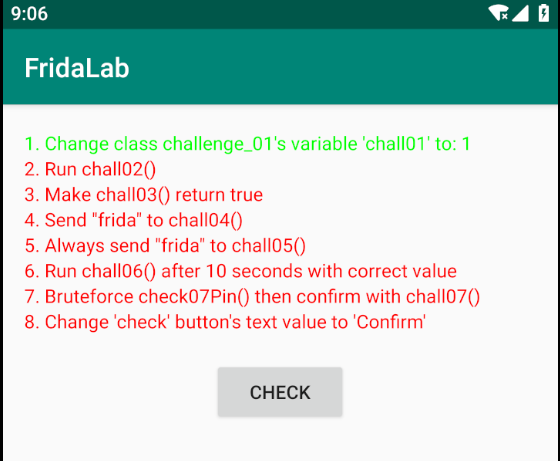 9:06
FridaLab
1. Change class challenge_01's variable 'chall01' to: 1
2. Run chall02()
3. Make chall03() return true
4. Send "frida" to chall04()
5. Always send "frida" to chall05()
6. Run chall06() after 10 seconds with correct value
7. Bruteforce check07Pin() then confirm with chall07()
8. Change 'check' button's text value to 'Confirm'
CHECK